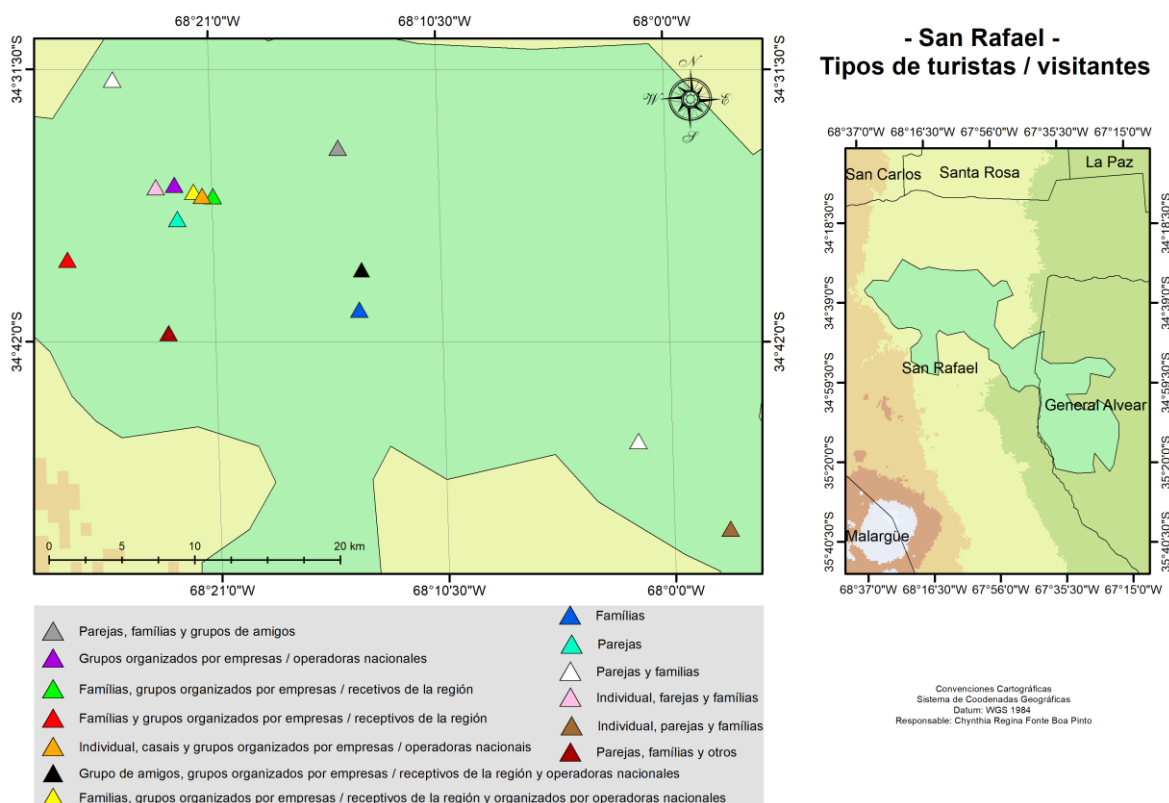 68°21'0"W 68°10'30"W 68°0'0"W
34°31'30"S 34°31'30"S
N
W E
S
34°42'0"S 34°42'0"S
0 5 10 20 km
68°21'0"W 68°10'30"W 68°0'0"W
- San Rafael -
Tipos de turistas / visitantes
68°37'0"W 68°16'30"W 67°56'0"W 67°35'30"W 67°15'0"W
La Paz
San Carlos Santa Rosa
34°18'30"S 34°18'30"S
34°39'0"S 34°39'0"S
San Rafael
34°59'30"S 34°59'30"S
General Alvear
35°20'0"S 35°20'0"S
Malargüe
35°40'30"S 35°40'30"S
68°37'0"W 68°16'30"W 67°56'0"W 67°35'30"W 67°15'0"W
Parejas, famílias y grupos de amigos
Grupos organizados por empresas / operadoras nacionales
Famílias, grupos organizados por empresas / recetivos de la región
Famílias y grupos organizados por empresas / receptivos de la región
Individual, casais y grupos organizados por empresas / operadoras nacionais
Grupo de amigos, grupos organizados por empresas / receptivos de la región y operadoras nacionales
Familias, grupos organizados por empresas / receptivos de la región y organizados por operadoras nacionales
Famílias
Parejas
Parejas y familias
Individual, farejas y famílias
Individual, parejas y famílias
Parejas, famílias y otros
Convenciones Cartográficas
Sistema de Coodenadas Geográficas
Datum: WGS 1984
Responsable: Chynthia Regina Fonte Boa Pinto